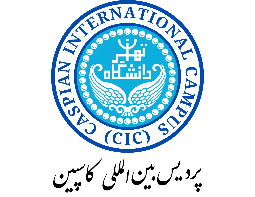 CASPIAN INTERNATIONAL CAMPUS
(CIC)
دانشگاه تهران
پردیس بین المللی کاسپین